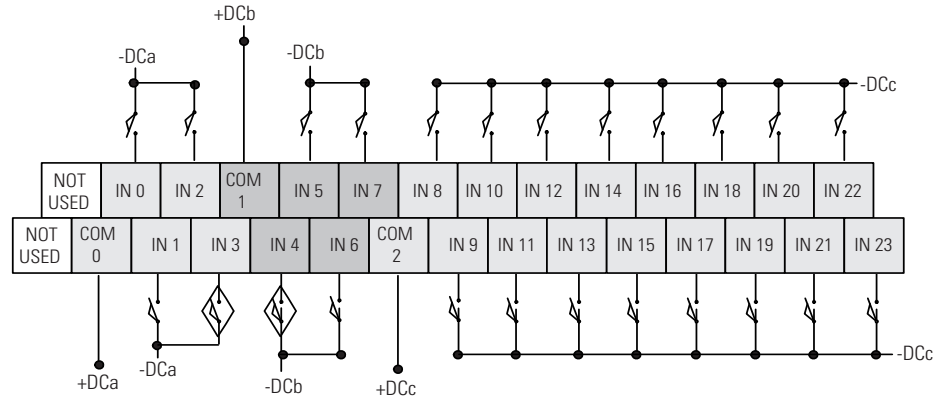 +DCb
-DCa
-DCb
-DCc
NOT USED
IN 0
IN 2
COM 1
IN 5
IN 7
IN 8
IN 10
IN 12
IN 14
IN 16
IN 18
IN 20
IN 22
NOT USED
COM 0
IN 1
IN 3
IN 4
IN 6
COM 2
IN 9
IN 11
IN 13
IN 15
IN 17
IN 19
IN 21
IN 23
-DCc
-DCa
+DCa
-DCb
+DCc